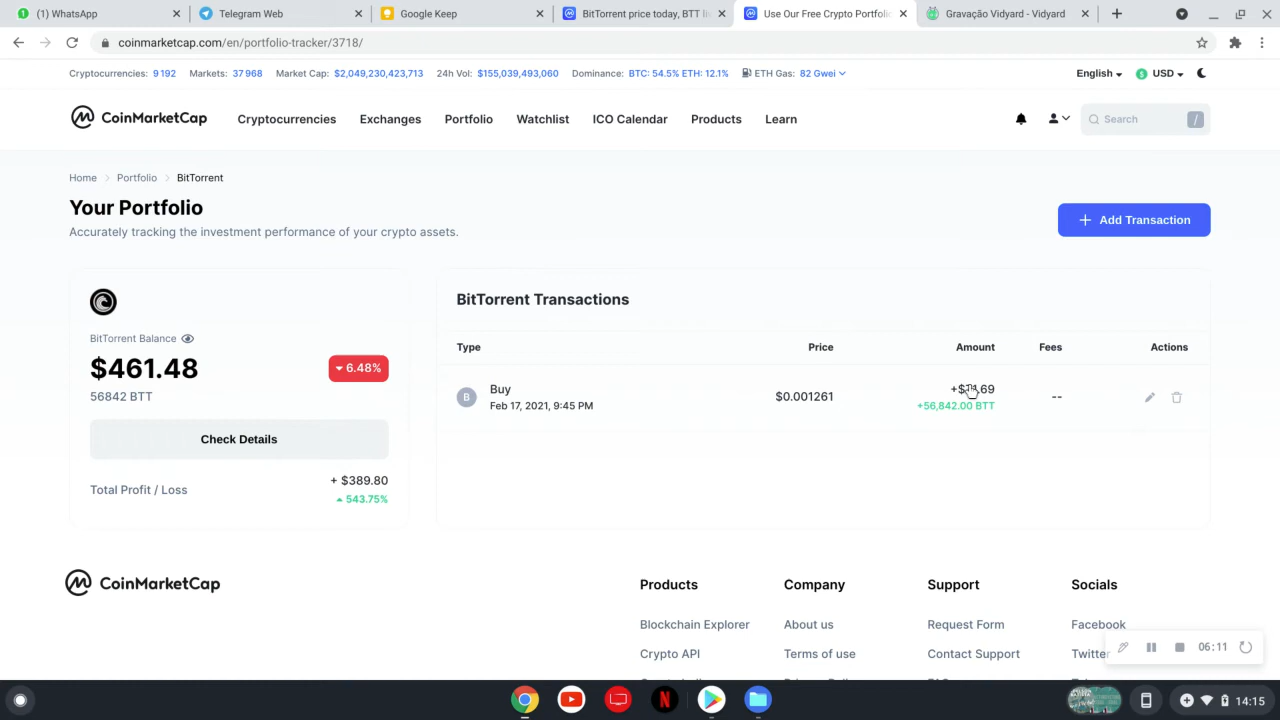 (1) WhatsApp
Telegram Web
Google Keep
BitTorrent price today, BTT li
Use Our Free Crypto Portfoli
Gravação Vidyard - Vidyard
coinmarketcap.com/en/portfolio-tracker/3718/
Cryptocurrencies: 9 192 Markets: 37 968 Market Cap: $2,049,230,423,713 24h Vol: $155,039,493,060 Dominance: BTC: 54.5% ETH: 12.1% ETH Gas: 82 Gwei
English USD
CoinMarketCap
Cryptocurrencies Exchanges Portfolio Watchlist ICO Calendar Products Learn
Search /
Home > Portfolio > BitTorrent
Your Portfolio
Accurately tracking the investment performance of your crypto assets.
+ Add Transaction
BitTorrent Balance
$461.48
6.48%
56842 BTT
Check Details
Total Profit / Loss
+ $389.80
543.75%
BitTorrent Transactions
Type Price Amount Fees Actions
B
Buy
Feb 17, 2021, 9:45 PM
$0.001261
69
+56,842.00 BTT
--
CoinMarketCap
Products
Blockchain Explorer
Crypto API
Company
About us
Terms of use
Support
Request Form
Contact Support
Socials
Facebook
Twitter
06:11
14:15